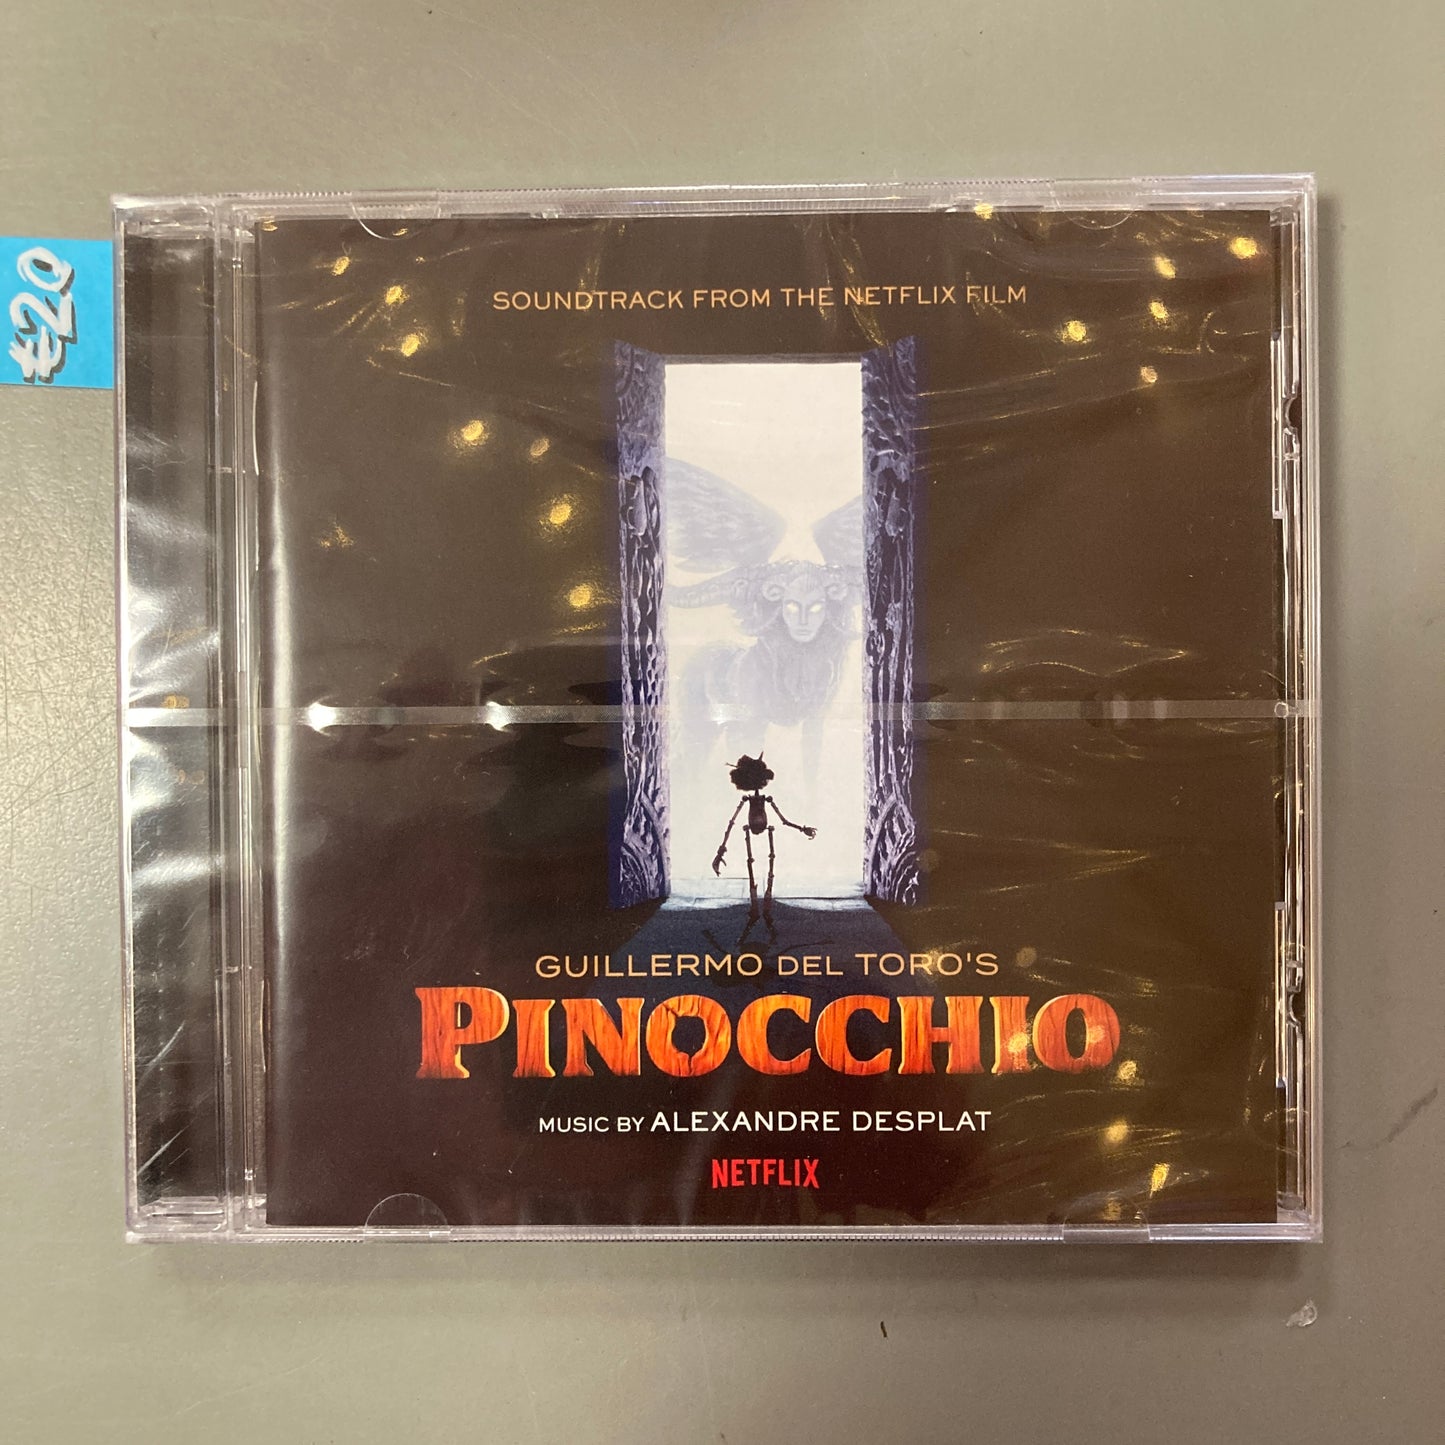 €20
SOUNDTRACK FROM THE NETFLIX FILM
GUILLERMO DEL TORO'S
PINOCCHIO
MUSIC BY ALEXANDRE DESPLAT
NETFLIX